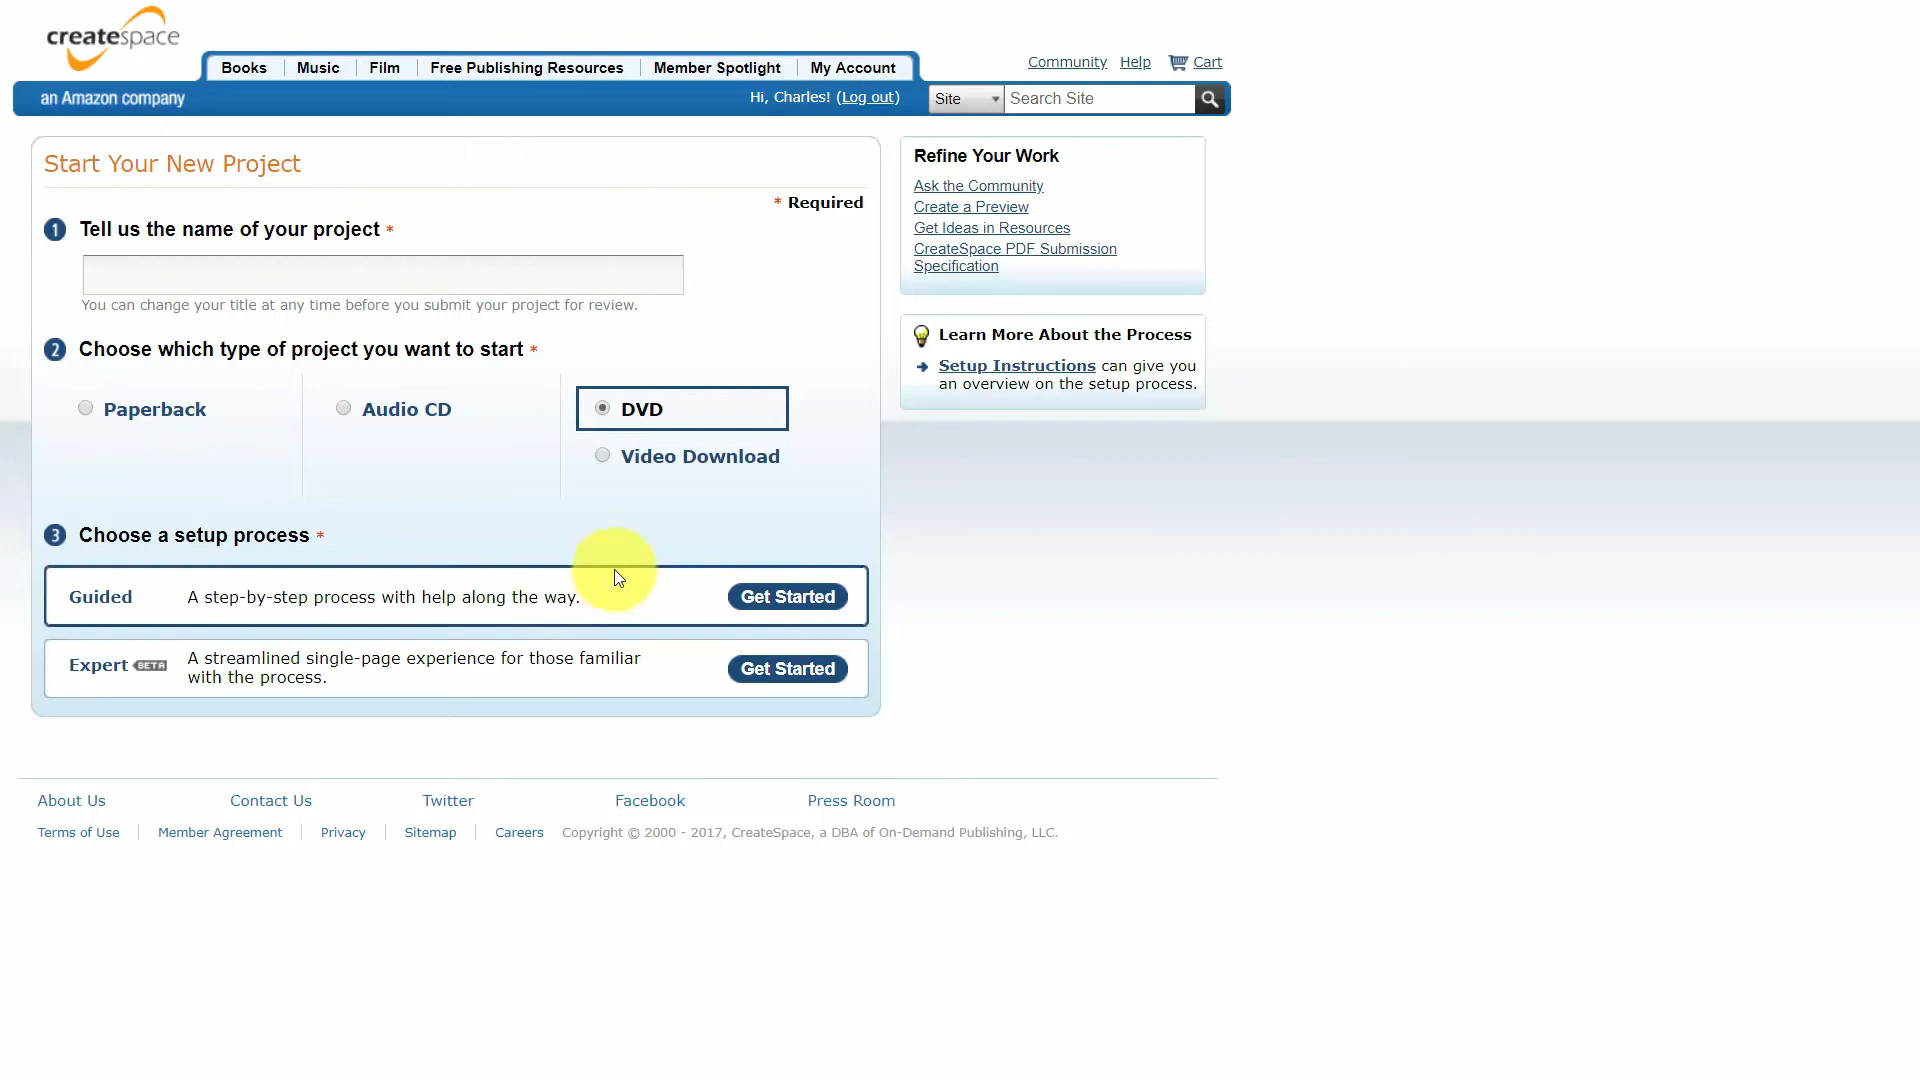 createspace
Books
Music
Film
Free Publishing Resources
Member Spotlight
My Account
Community
Help
Cart
an Amazon company
Hi, Charles! (Log out)
Site
Search Site
Start Your New Project
* Required
1 Tell us the name of your project *
You can change your title at any time before you submit your project for review.
2 Choose which type of project you want to start *
Paperback
Audio CD
DVD
Video Download
3 Choose a setup process *
Guided
A step-by-step process with help along the way.
Get Started
Expert BETA
A streamlined single-page experience for those familiar
with the process.
Get Started
Refine Your Work
Ask the Community
Create a Preview
Get Ideas in Resources
CreateSpace PDF Submission
Specification
Learn More About the Process
Setup Instructions can give you
an overview on the setup process.
About Us
Contact Us
Twitter
Facebook
Press Room
Terms of Use
Member Agreement
Privacy
Sitemap
Careers
Copyright © 2000 - 2017, CreateSpace, a DBA of On-Demand Publishing, LLC.